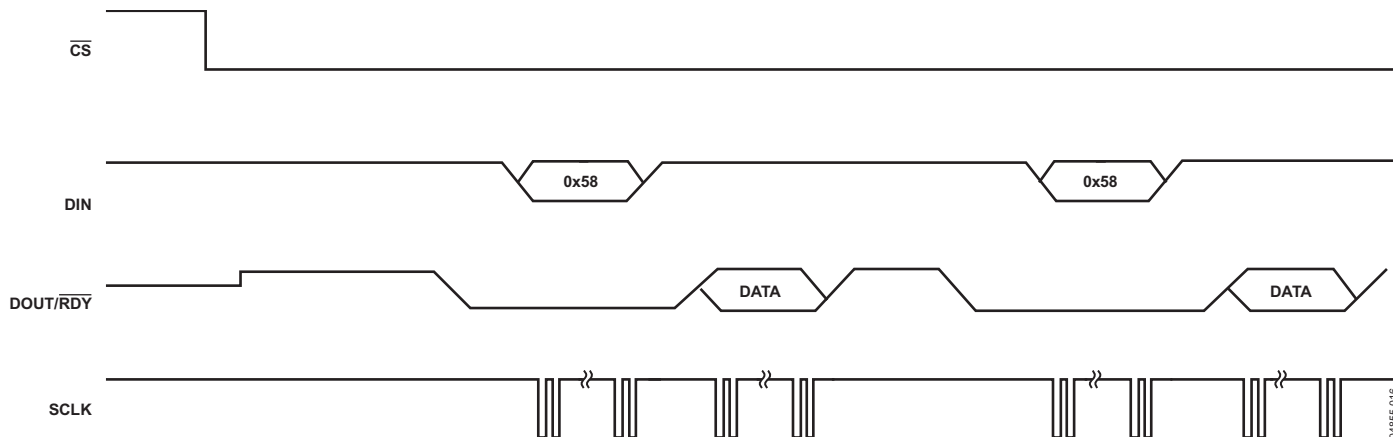 CS
DIN
0x58
0x58
DOUT/RDY
DATA
DATA
SCLK